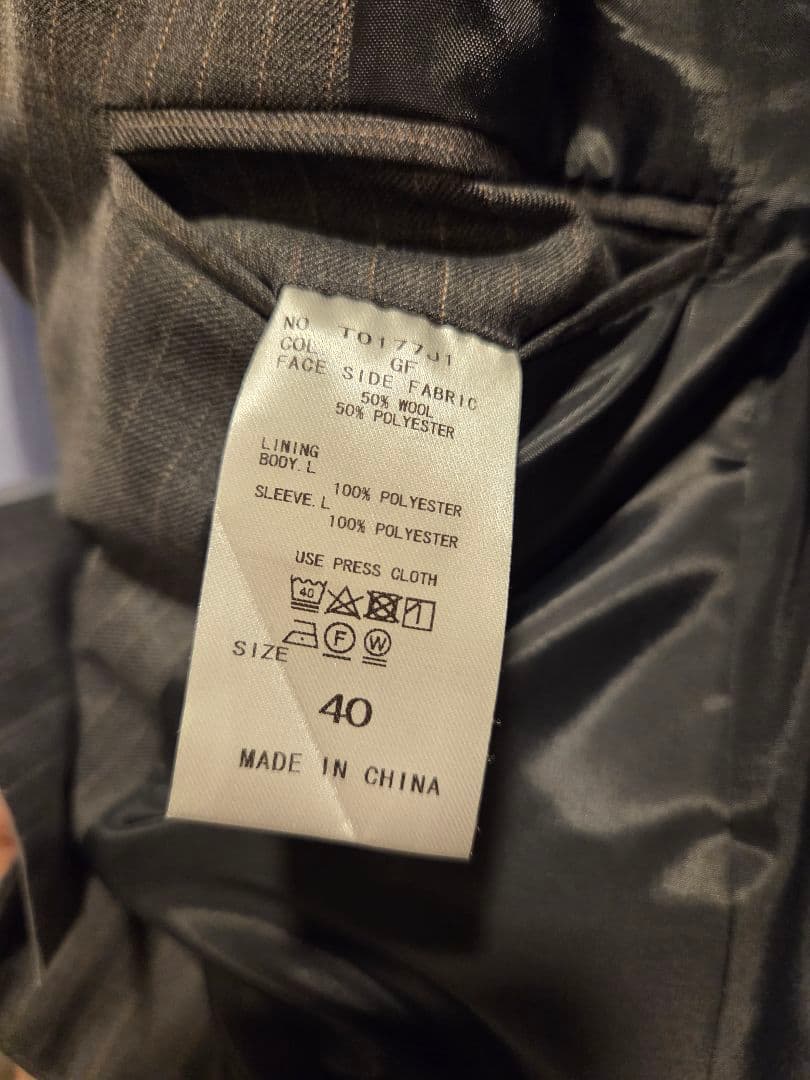 NO T0177J1
COL GF
FACE SIDE FABRIC
50% WOOL
50% POLYESTER
LINING
BODY.L
100% POLYESTER
SLEEVE.L
100% POLYESTER
USE PRESS CLOTH
40
F W
SIZE
40
MADE IN CHINA